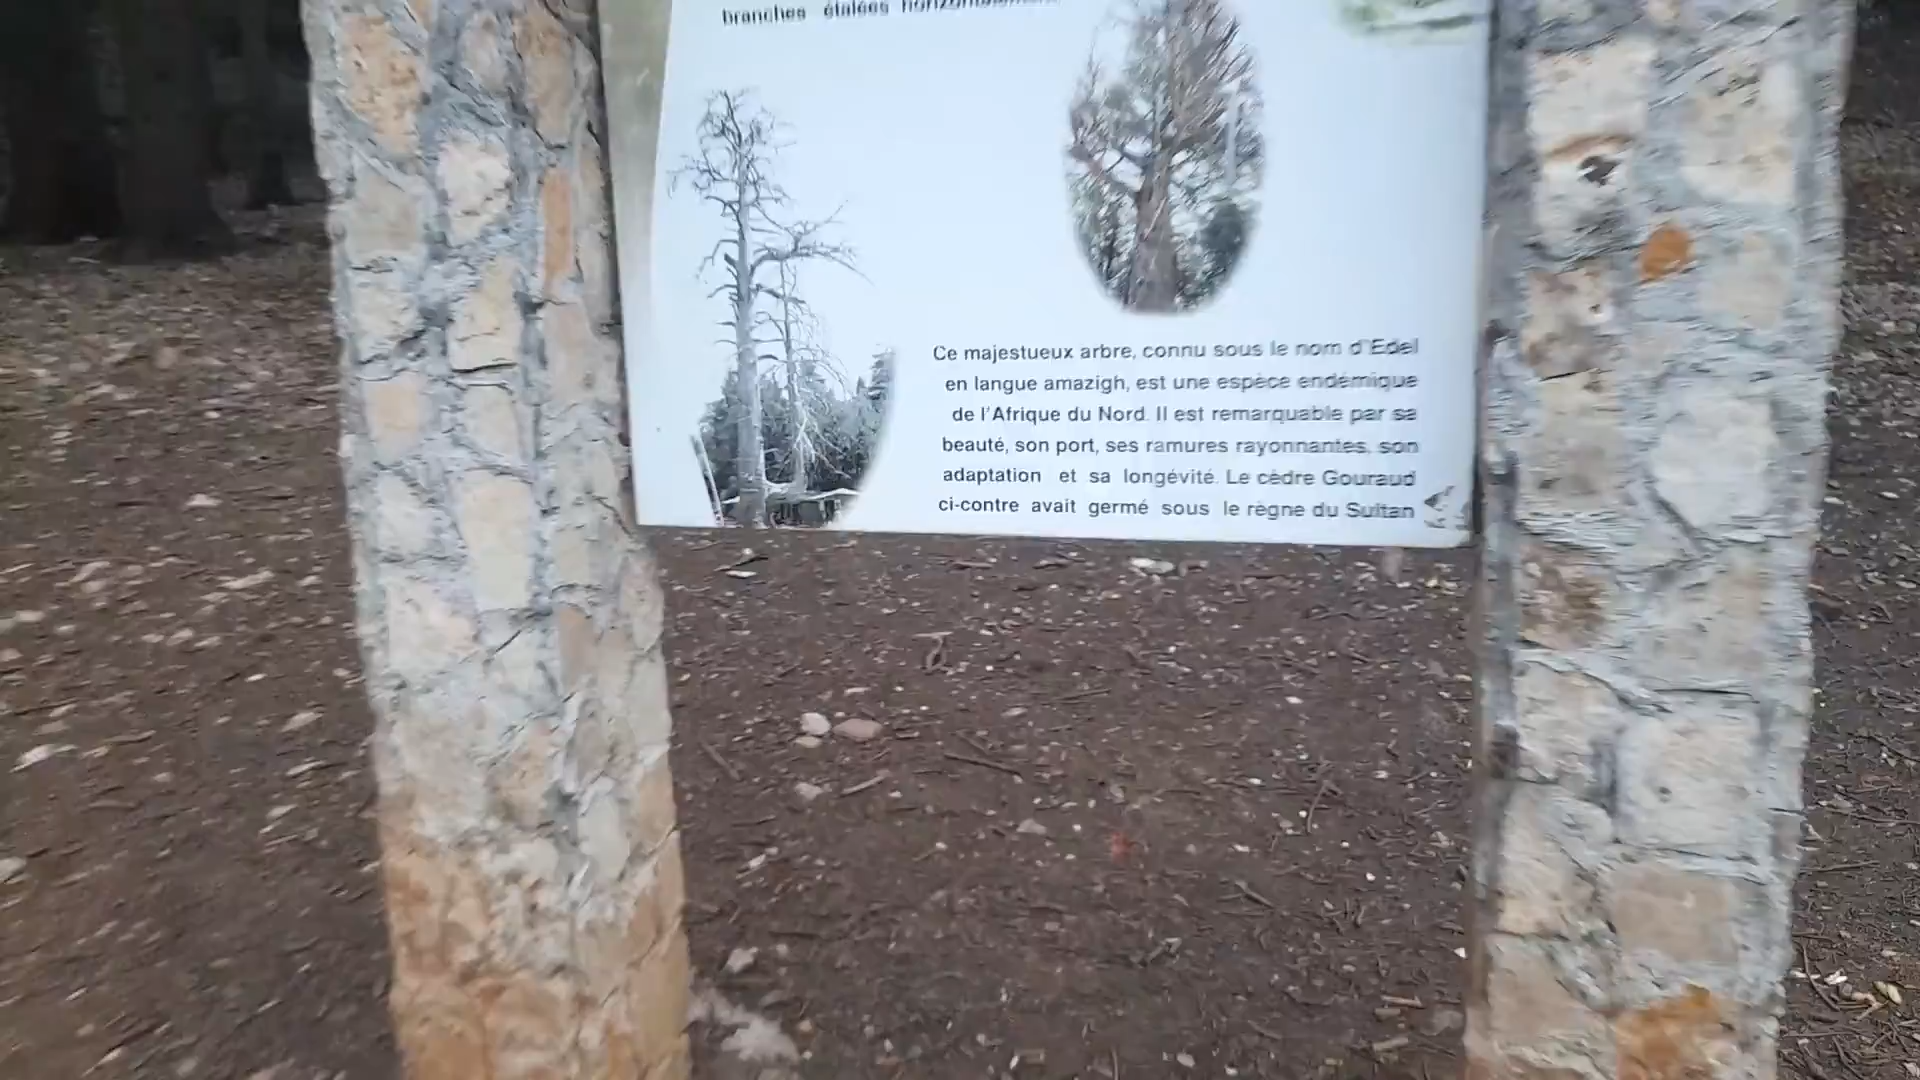 branches étalées horizontalement
Ce majestueux arbre, connu sous le nom d'Edel
en langue amazigh, est une espèce endémique
de l'Afrique du Nord. Il est remarquable par sa
beauté, son port, ses ramures rayonnantes, son
adaptation et sa longévité. Le cèdre Gouraud
ci-contre avait germé sous le règne du Sultan